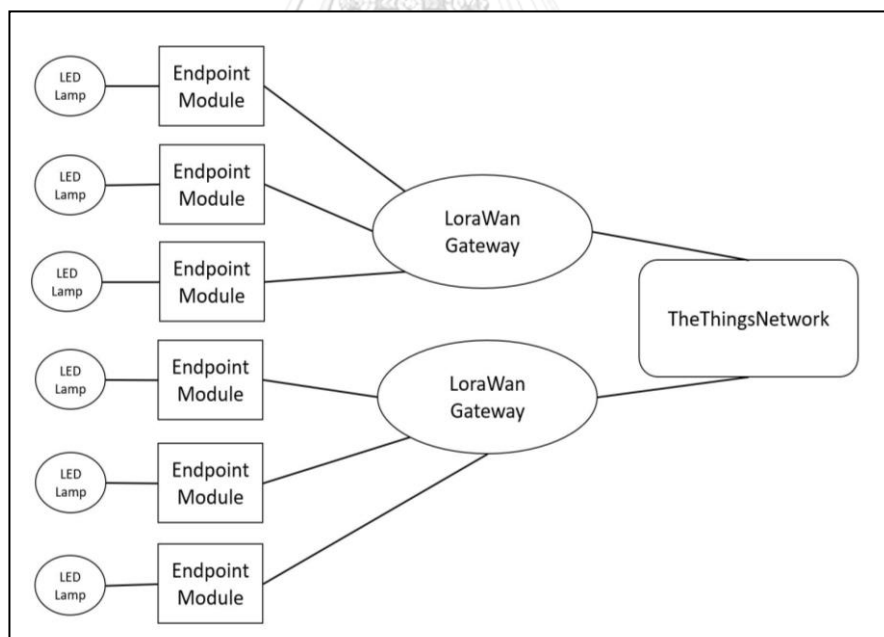 LED
Lamp
Endpoint
Module
LED
Lamp
Endpoint
Module
LED
Lamp
Endpoint
Module
LED
Lamp
Endpoint
Module
LED
Lamp
Endpoint
Module
LED
Lamp
Endpoint
Module
LoraWan
Gateway
LoraWan
Gateway
TheThingsNetwork